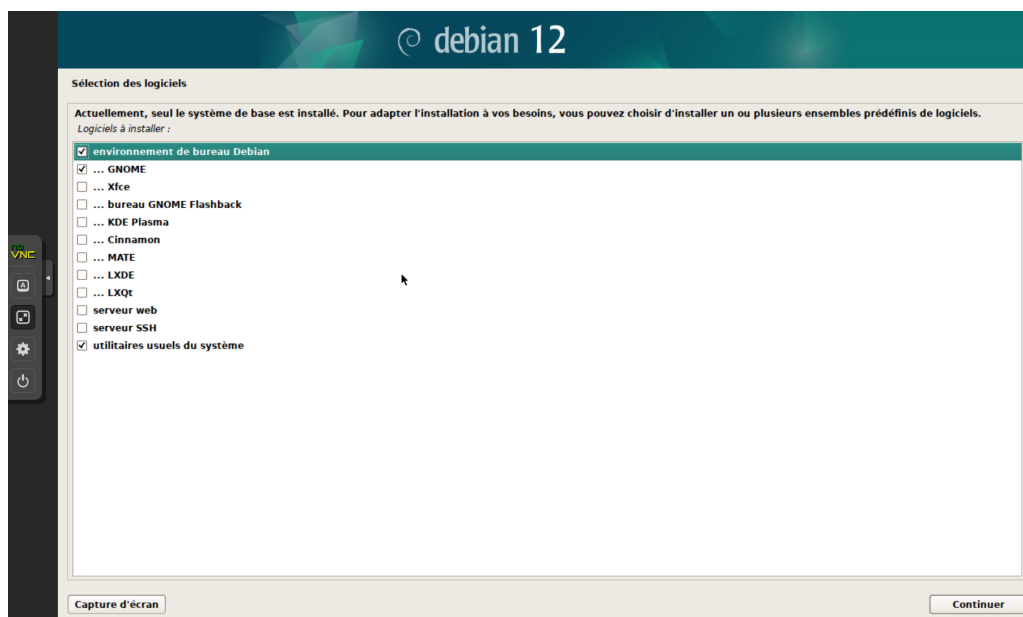 debian 12
Sélection des logiciels
Actuellement, seul le système de base est installé. Pour adapter l'installation à vos besoins, vous pouvez choisir d'installer un ou plusieurs ensembles prédéfinis de logiciels.
Logiciels à installer :
environnement de bureau Debian
... GNOME
... Xfce
... bureau GNOME Flashback
... KDE Plasma
... Cinnamon
... MATE
... LXDE
... LXQt
serveur web
serveur SSH
utilitaires usuels du système
no
VNC
A
Capture d'écran
Continuer